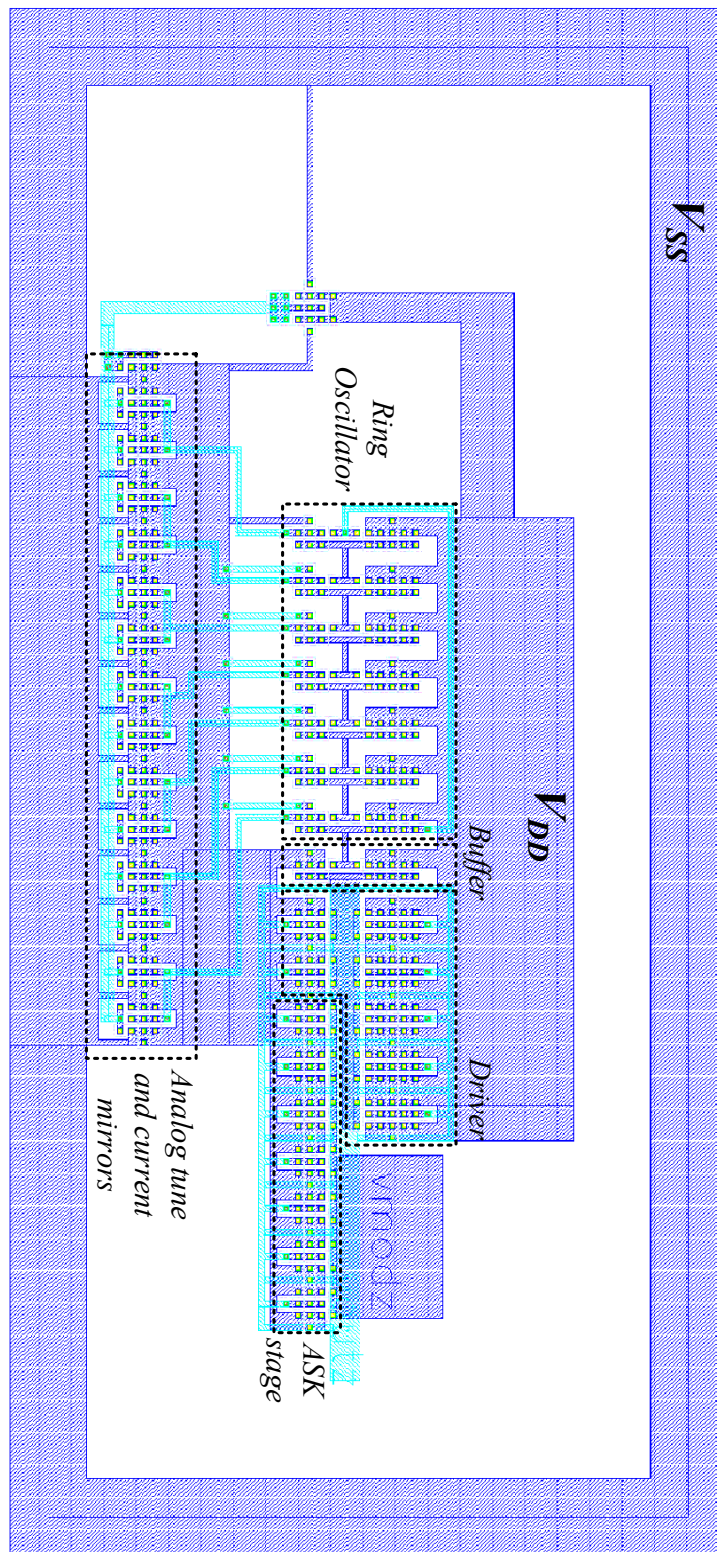 V_SS
Ring
Oscillator
V_DD
Buffer
Driver
Analog tune
and current
mirrors
vmodz
ASK
stage